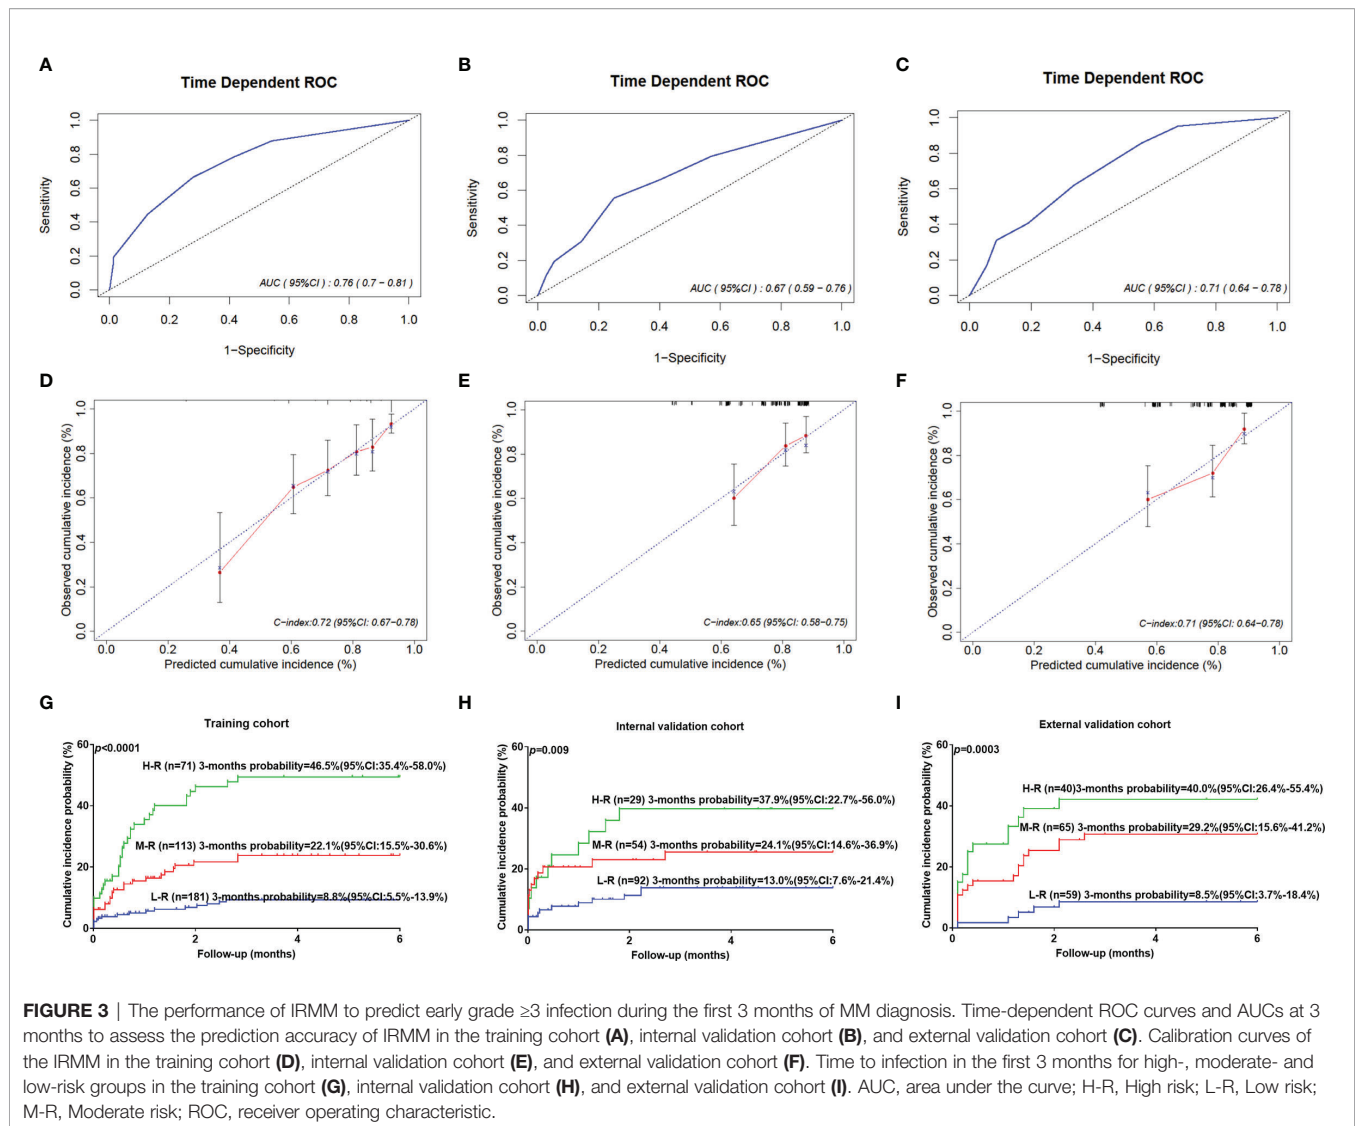 A
Time Dependent ROC
Sensitivity
0.0 0.2 0.4 0.6 0.8 1.0
AUC ( 95%CI ) : 0.76 ( 0.7 − 0.81 )
0.0 0.2 0.4 0.6 0.8 1.0
1−Specificity
B
Time Dependent ROC
Sensitivity
0.0 0.2 0.4 0.6 0.8 1.0
AUC ( 95%CI ) : 0.67 ( 0.59 − 0.76 )
0.0 0.2 0.4 0.6 0.8 1.0
1−Specificity
C
Time Dependent ROC
Sensitivity
0.0 0.2 0.4 0.6 0.8 1.0
AUC ( 95%CI ) : 0.71 ( 0.64 − 0.78 )
0.0 0.2 0.4 0.6 0.8 1.0
1−Specificity
D
Observed cumulative incidence (%)
0.0 0.2 0.4 0.6 0.8 1.0
C-index:0.72 (95%CI: 0.67−0.78)
0.0 0.2 0.4 0.6 0.8 1.0
Predicted cumulative incidence (%)
E
Observed cumulative incidence (%)
0.0 0.2 0.4 0.6 0.8 1.0
C-index:0.65 (95%CI: 0.58−0.75)
0.0 0.2 0.4 0.6 0.8 1.0
Predicted cumulative incidence (%)
F
Observed cumulative incidence (%)
0.0 0.2 0.4 0.6 0.8 1.0
C-index:0.71 (95%CI: 0.64−0.78)
0.0 0.2 0.4 0.6 0.8 1.0
Predicted cumulative incidence (%)
G
Training cohort
Cumulative incidence probability (%)
60
40
20
0
p<0.0001
H-R (n=71) 3-months probability=46.5%(95%CI:35.4%-58.0%)
M-R (n=113) 3-months probability=22.1%(95%CI:15.5%-30.6%)
L-R (n=181) 3-months probability=8.8%(95%CI:5.5%-13.9%)
0 2 4 6
Follow-up (months)
H
Internal validation cohort
Cumulative incidence probability (%)
60
40
20
0
p=0.009
H-R (n=29) 3-months probability=37.9%(95%CI:22.7%-56.0%)
M-R (n=54) 3-months probability=24.1%(95%CI:14.6%-36.9%)
L-R (n=92) 3-months probability=13.0%(95%CI:7.6%-21.4%)
0 2 4 6
Follow-up (months)
I
External validation cohort
Cumulative incidence probability (%)
60
40
20
0
p=0.0003
H-R (n=40)3-months probability=40.0%(95%CI:26.4%-55.4%)
M-R (n=65) 3-months probability=29.2%(95%CI:15.6%-41.2%)
L-R (n=59) 3-months probability=8.5%(95%CI:3.7%-18.4%)
0 2 4 6
Follow-up (months)
FIGURE 3 | The performance of IRMM to predict early grade ≥3 infection during the first 3 months of MM diagnosis. Time-dependent ROC curves and AUCs at 3
months to assess the prediction accuracy of IRMM in the training cohort (A), internal validation cohort (B), and external validation cohort (C). Calibration curves of
the IRMM in the training cohort (D), internal validation cohort (E), and external validation cohort (F). Time to infection in the first 3 months for high-, moderate- and
low-risk groups in the training cohort (G), internal validation cohort (H), and external validation cohort (I). AUC, area under the curve; H-R, High risk; L-R, Low risk;
M-R, Moderate risk; ROC, receiver operating characteristic.